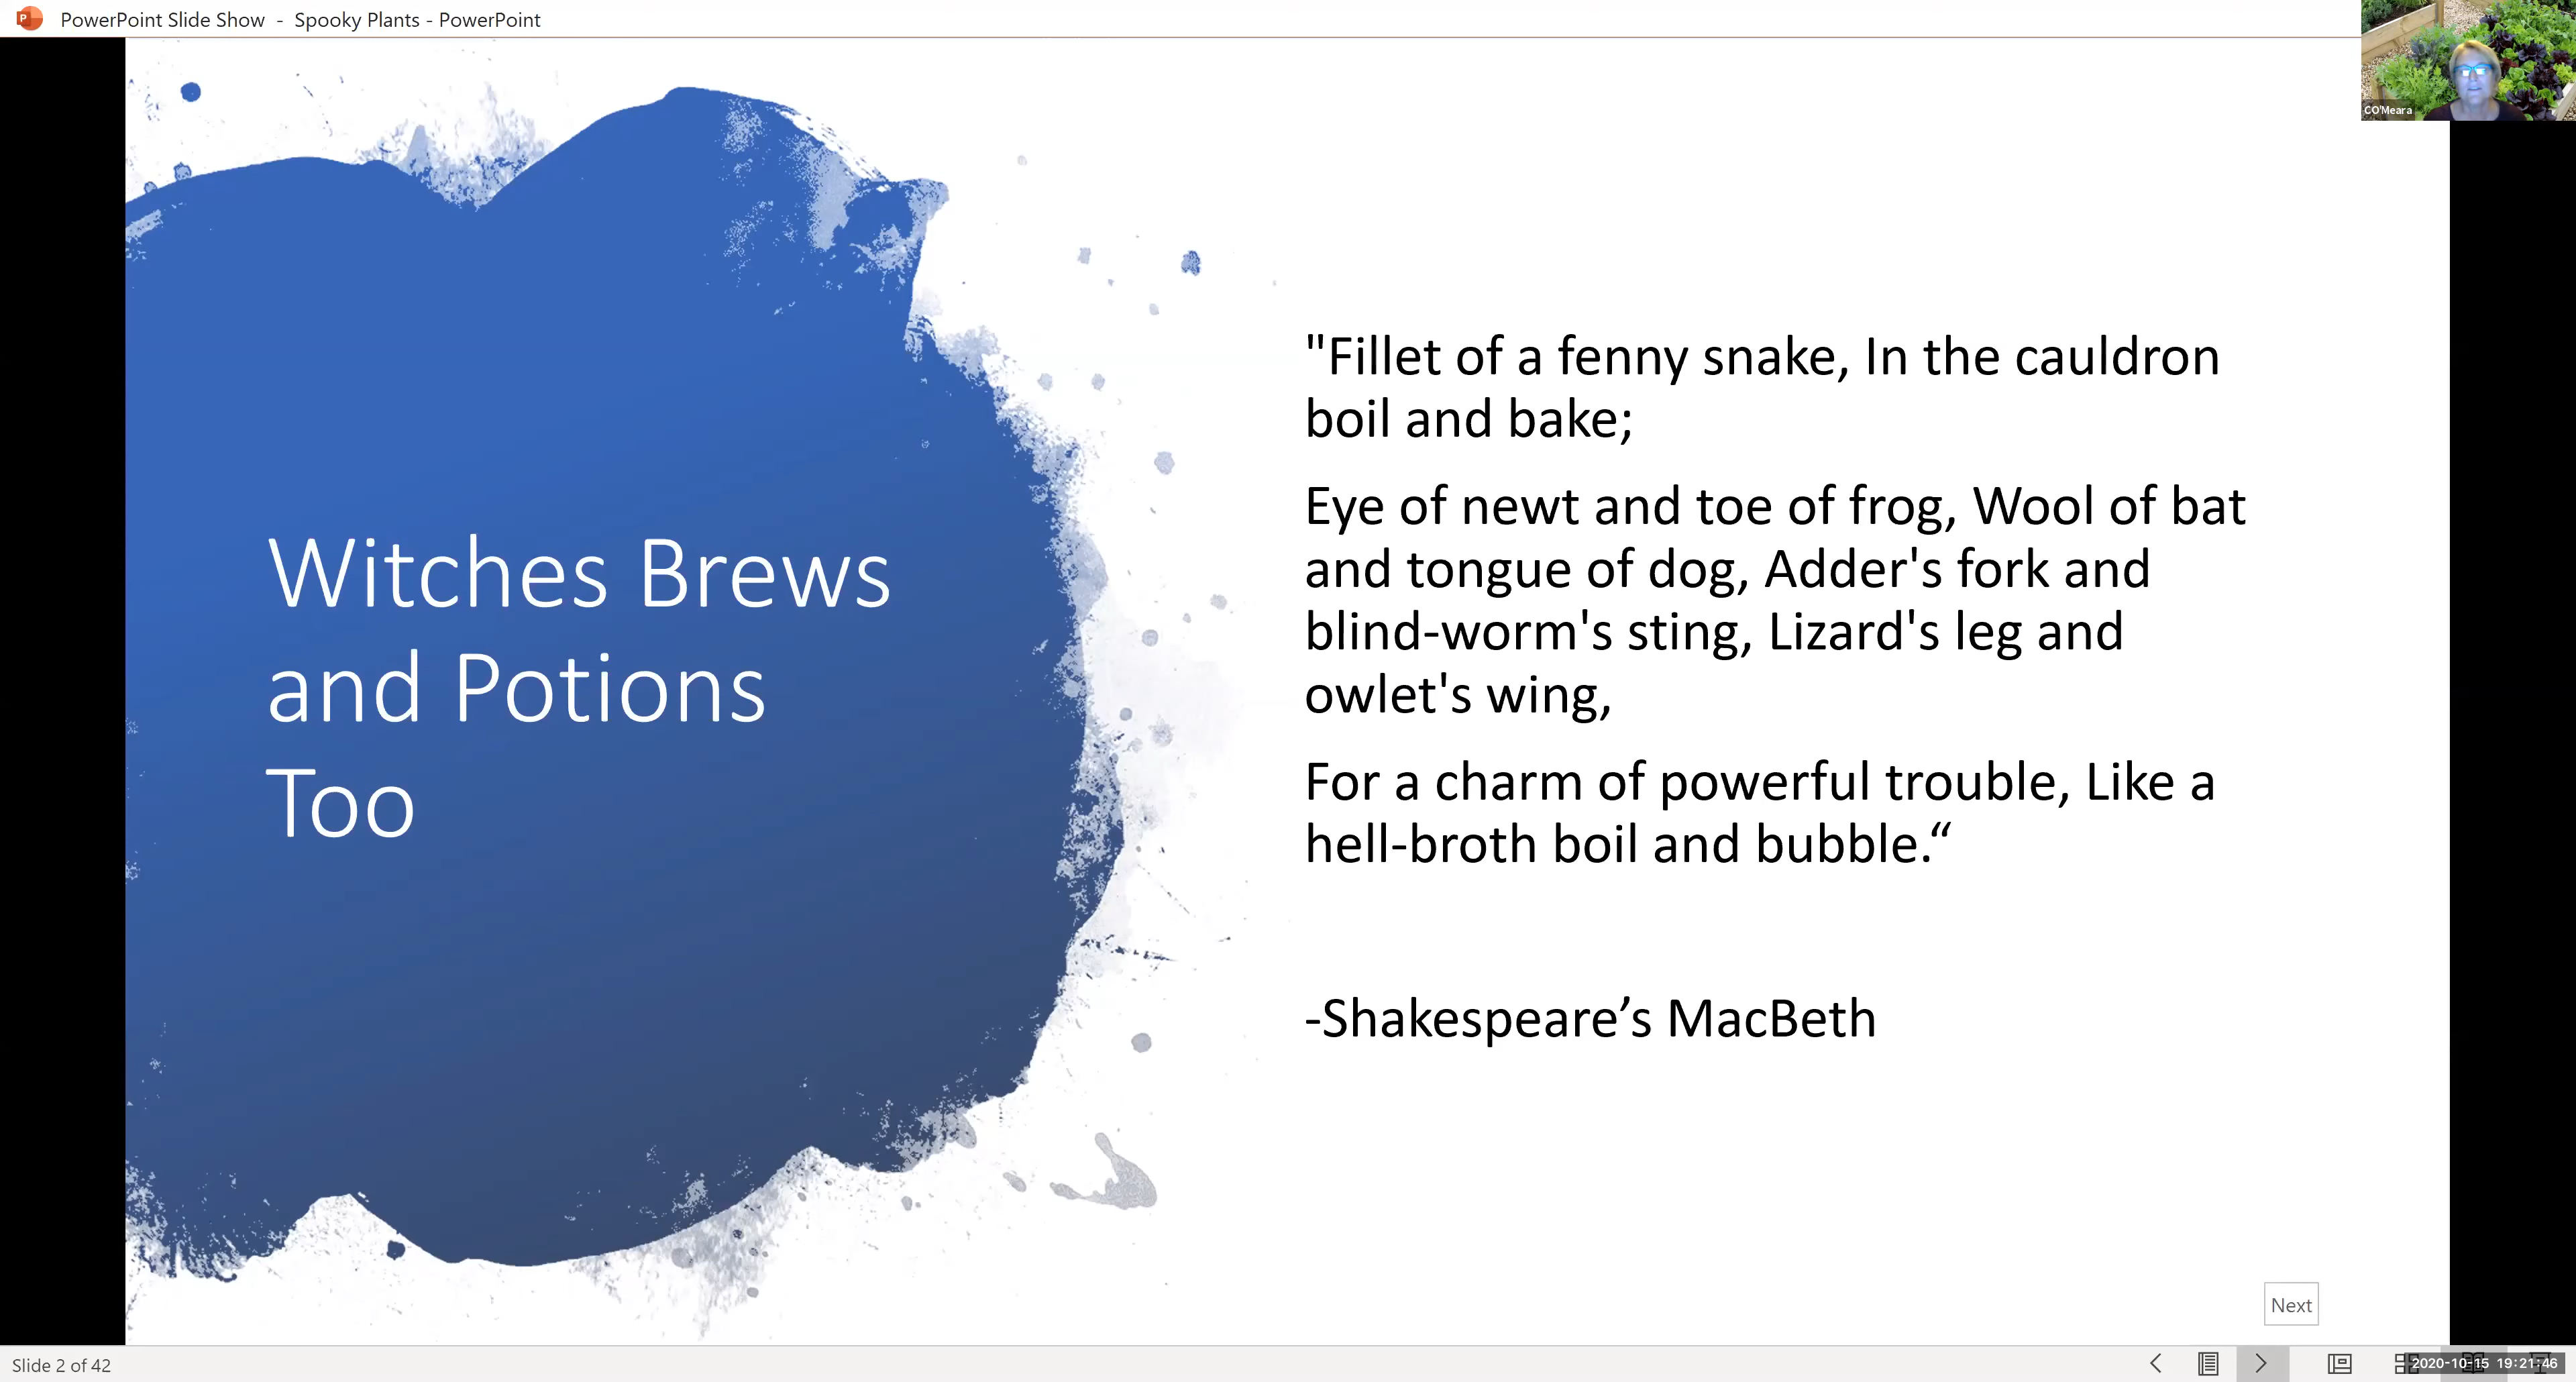 PowerPoint Slide Show - Spooky Plants - PowerPoint
CO'Meara
Witches Brews
and Potions
Too
"Fillet of a fenny snake, In the cauldron
boil and bake;
Eye of newt and toe of frog, Wool of bat
and tongue of dog, Adder's fork and
blind-worm's sting, Lizard's leg and
owlet's wing,
For a charm of powerful trouble, Like a
hell-broth boil and bubble.“
-Shakespeare’s MacBeth
Next
Slide 2 of 42
2020-10-15 19:21:46